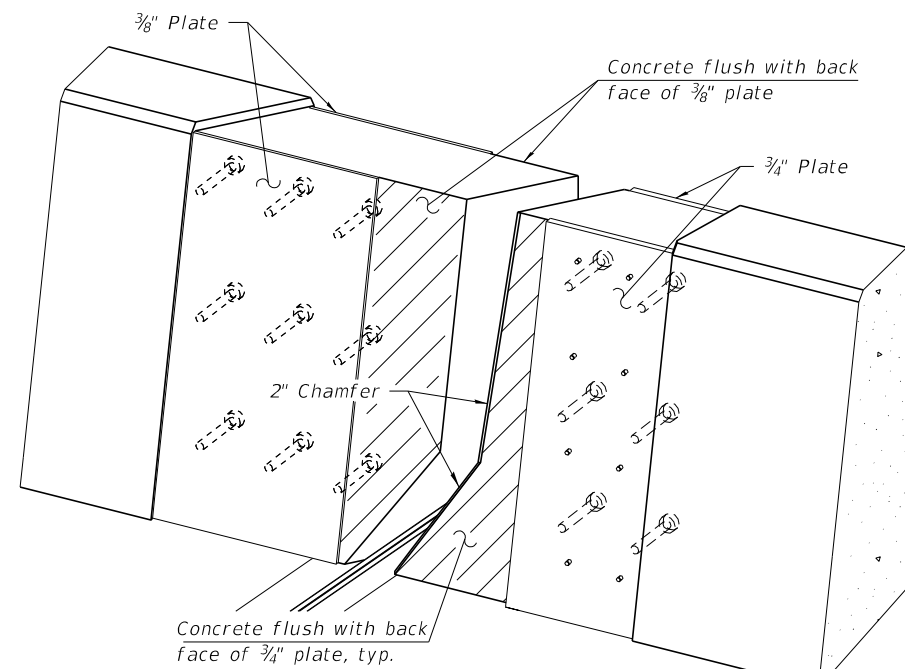 ⅜" Plate
Concrete flush with back
face of ⅜" plate
¾" Plate
2" Chamfer
Concrete flush with back
face of ¾" plate, typ.